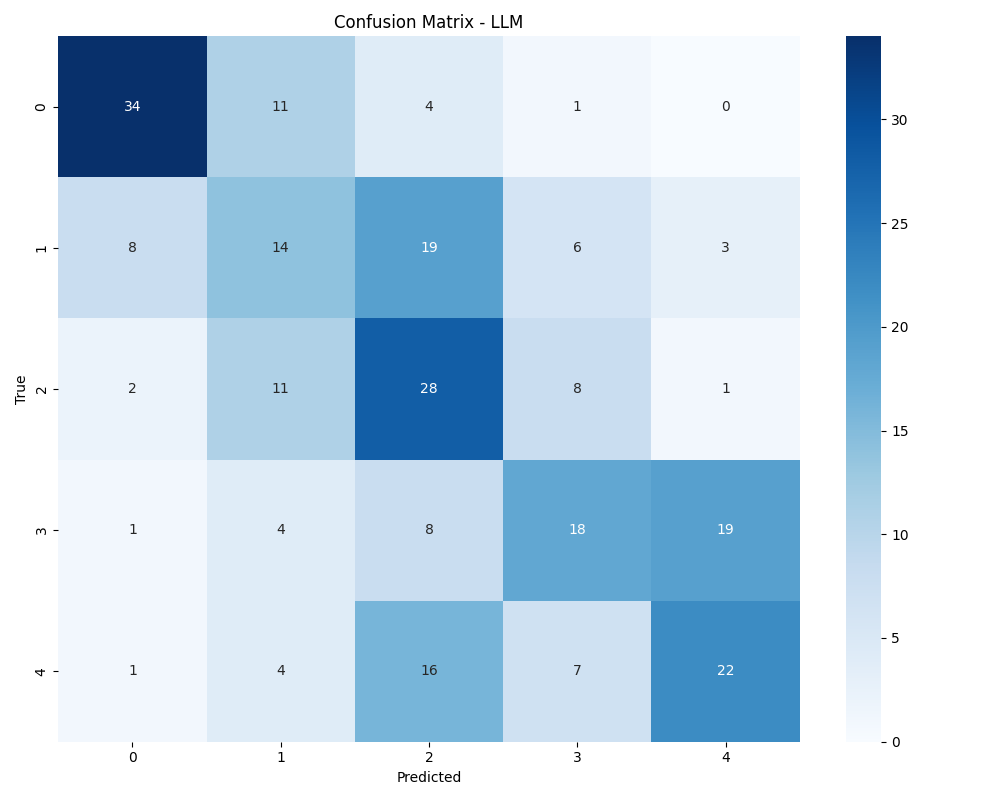 Confusion Matrix - LLM
0 34 11 4 1 0
1 8 14 19 6 3
2 2 11 28 8 1
3 1 4 8 18 19
4 1 4 16 7 22
0 1 2 3 4
Predicted
True
30
25
20
15
10
5
0